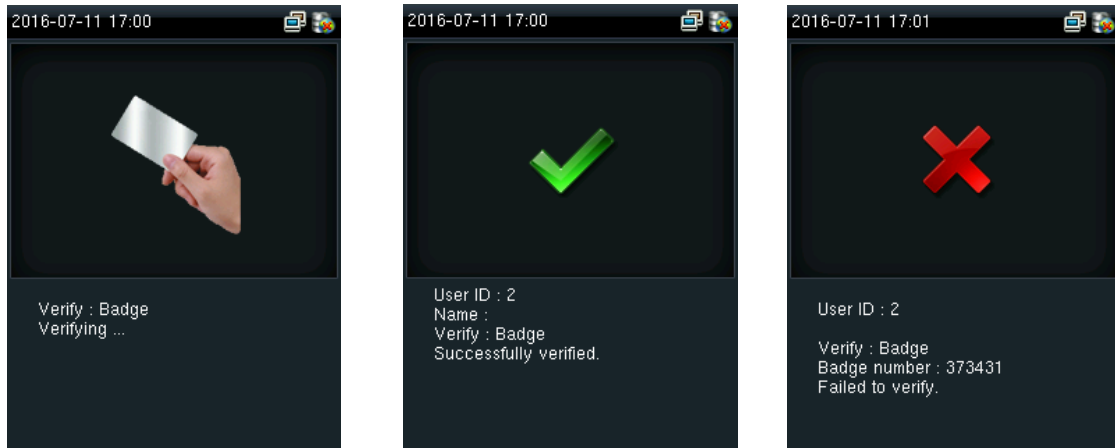 2016-07-11 17:00
Verify : Badge
Verifying ...
2016-07-11 17:00
User ID : 2
Name :
Verify : Badge
Successfully verified.
2016-07-11 17:01
User ID : 2
Verify : Badge
Badge number : 373431
Failed to verify.